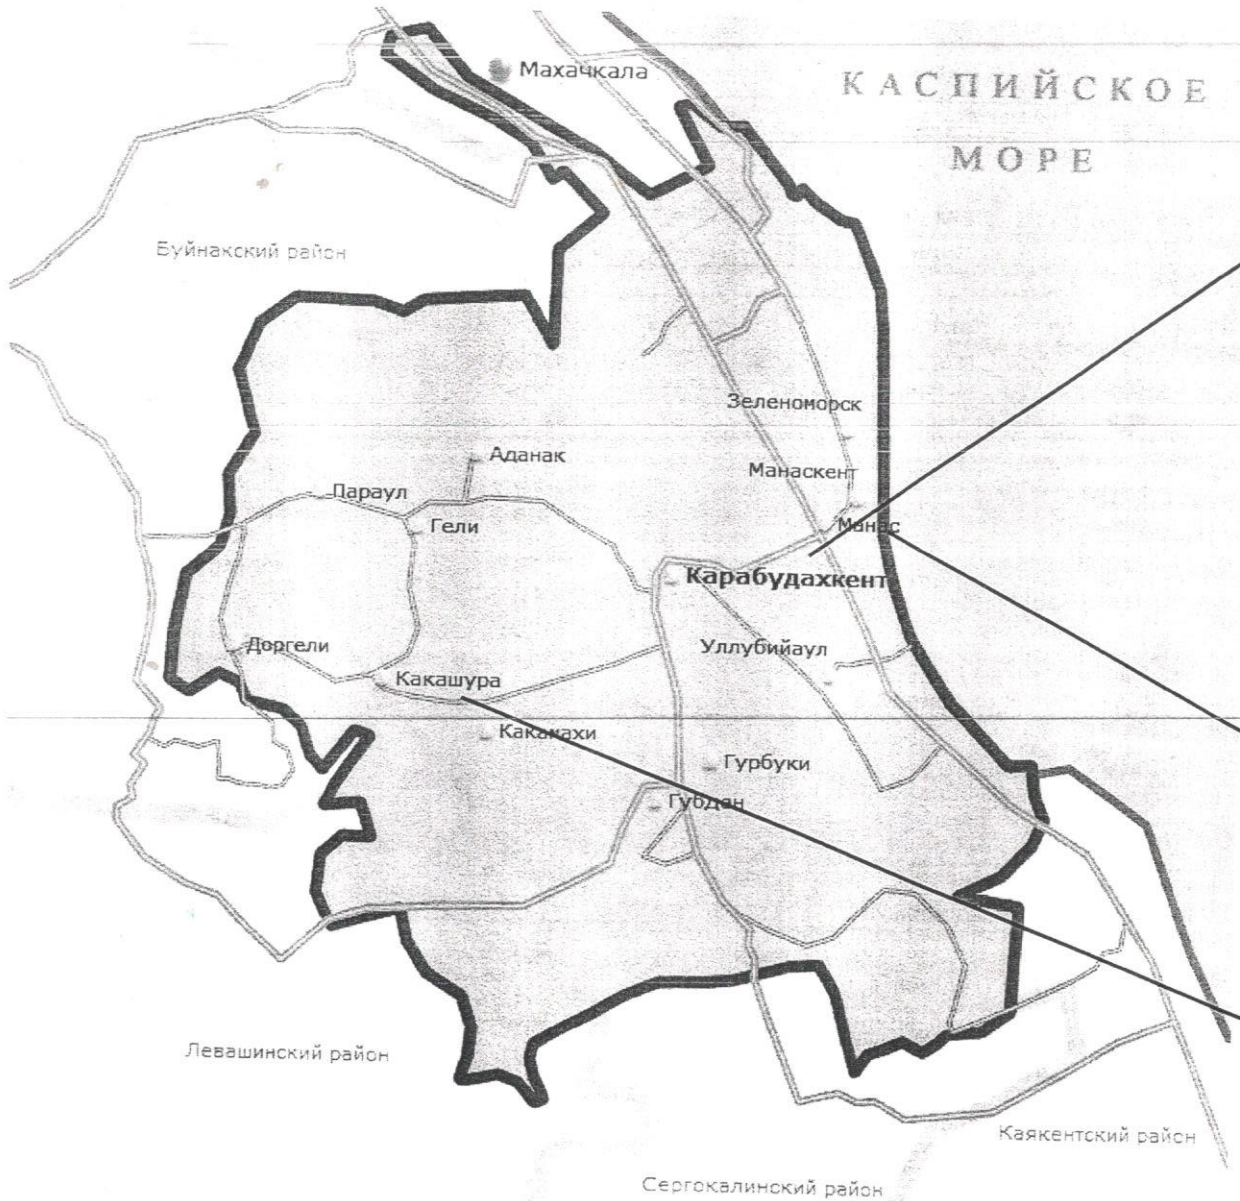 Махачкала
КАСПИЙСКОЕ
МОРЕ
Буйнакский район
Зеленоморск
Аданак
Манаскент
Параул
Гели
Манас
Карабудахкент
Доргели
Уллубийаул
Какашура
Какамахи
Гурбуки
Губден
Левашинский район
Каякентский район
Сергокалинский район